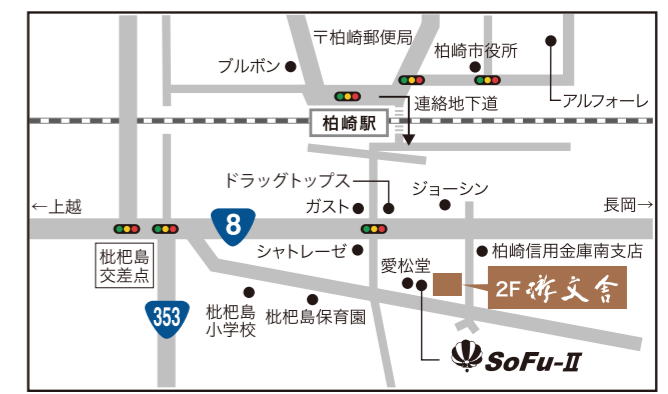 〒柏崎郵便局
柏崎市役所
ブルボン
アルフォーレ
連絡地下道
柏崎駅
ドラッグトップス
ジョーシン
ガスト
←上越
長岡→
8
枇杷島
交差点
シャトレーゼ
柏崎信用金庫南支店
愛松堂
2F 游文舎
353
枇杷島
小学校
枇杷島保育園
SoFu-II